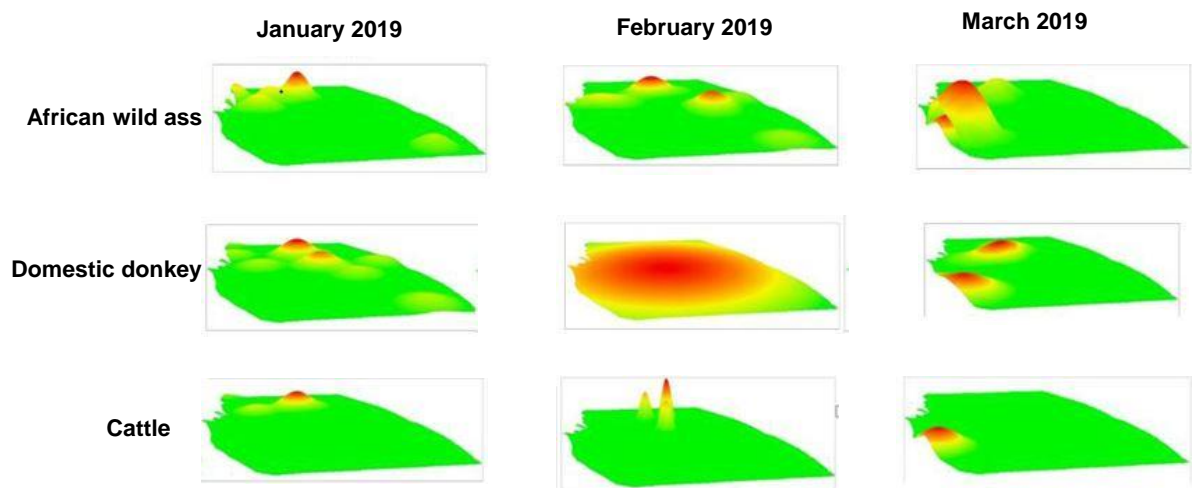 January 2019
February 2019
March 2019
African wild ass
Domestic donkey
Cattle